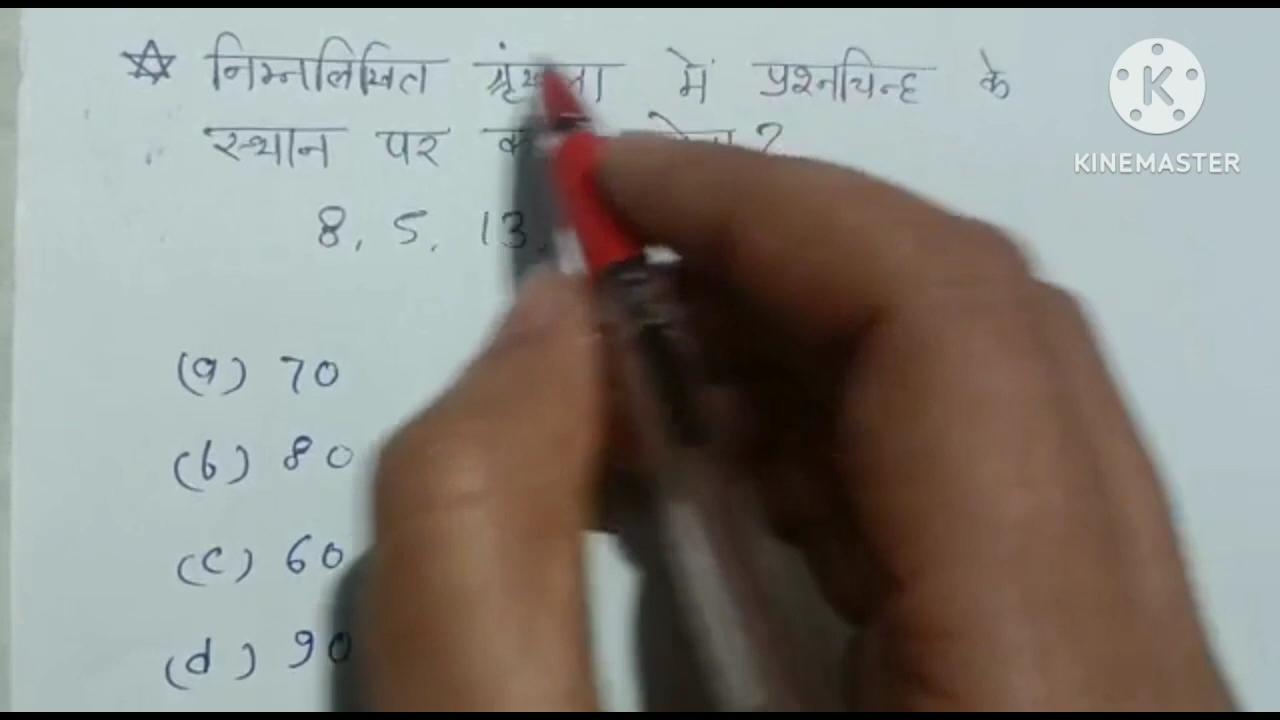 ☆ निम्नलिखित श्रृंखला में प्रश्नचिन्ह के
स्थान पर ?
8, 5, 13,
(a) 70
(b) 80
(c) 60
(d) 90
K
KINEMASTER